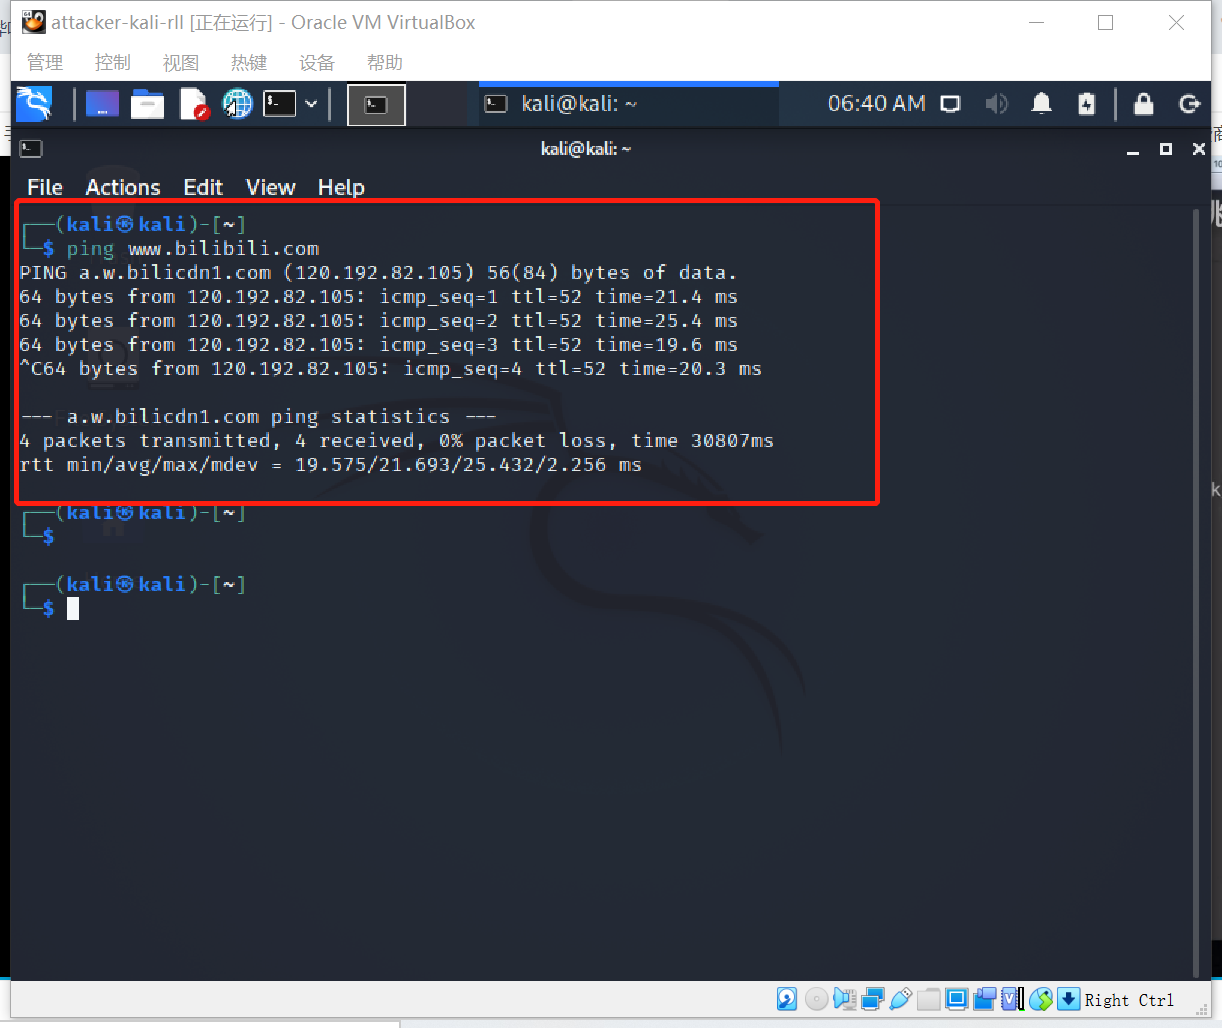 attacker-kali-rll [正在运行] - Oracle VM VirtualBox
管理 控制 视图 热键 设备 帮助
kali@kali: ~ 06:40 AM
kali@kali: ~
File Actions Edit View Help
┌──(kali㉿kali)-[~]
└─$ ping www.bilibili.com
PING a.w.bilicdn1.com (120.192.82.105) 56(84) bytes of data.
64 bytes from 120.192.82.105: icmp_seq=1 ttl=52 time=21.4 ms
64 bytes from 120.192.82.105: icmp_seq=2 ttl=52 time=25.4 ms
64 bytes from 120.192.82.105: icmp_seq=3 ttl=52 time=19.6 ms
^C64 bytes from 120.192.82.105: icmp_seq=4 ttl=52 time=20.3 ms
--- a.w.bilicdn1.com ping statistics ---
4 packets transmitted, 4 received, 0% packet loss, time 30807ms
rtt min/avg/max/mdev = 19.575/21.693/25.432/2.256 ms
┌──(kali㉿kali)-[~]
└─$
┌──(kali㉿kali)-[~]
└─$
Right Ctrl